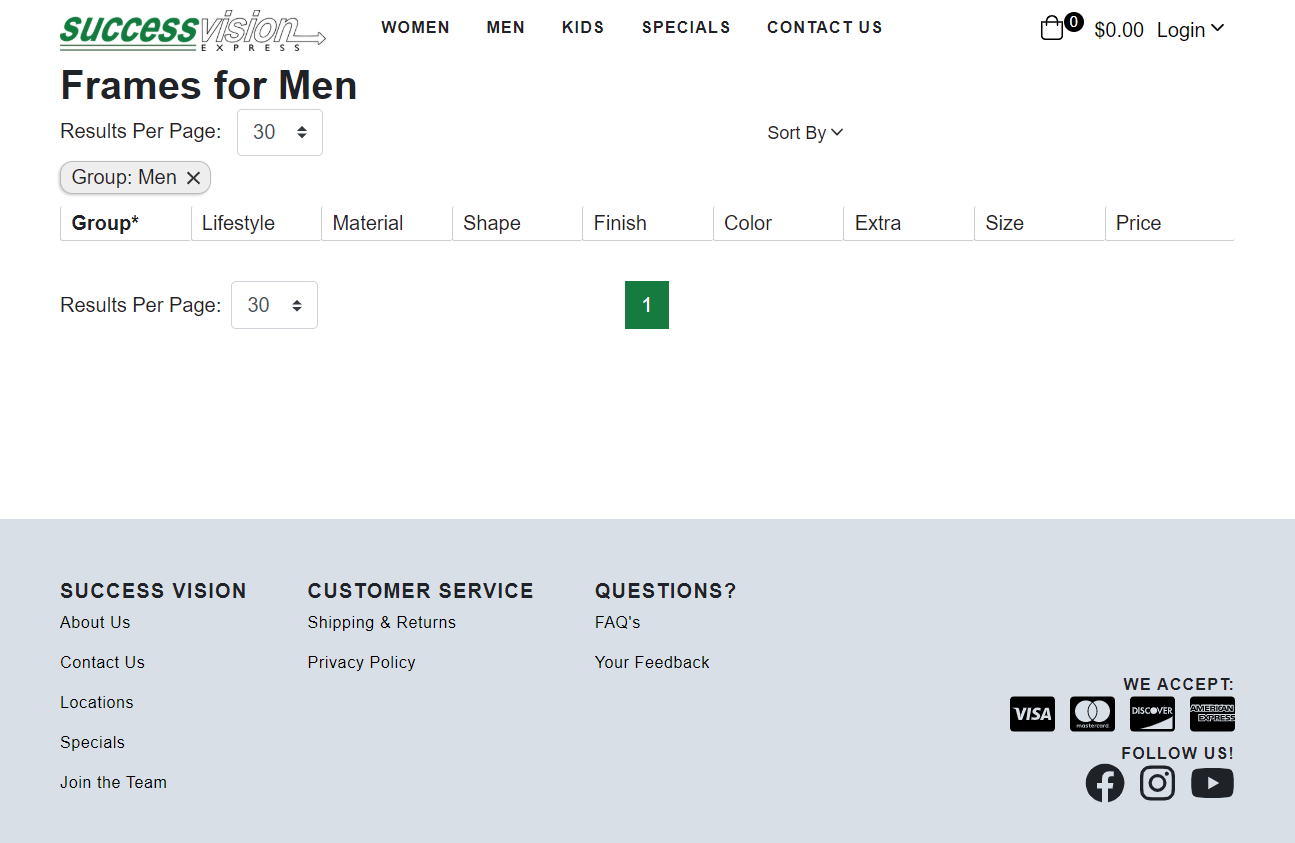 successvision
EXPRESS
WOMEN MEN KIDS SPECIALS CONTACT US
0 $0.00 Login
Frames for Men
Results Per Page: 30
Sort By
Group: Men
Group* Lifestyle Material Shape Finish Color Extra Size Price
Results Per Page: 30
1
SUCCESS VISION
About Us
Contact Us
Locations
Specials
Join the Team
CUSTOMER SERVICE
Shipping & Returns
Privacy Policy
QUESTIONS?
FAQ's
Your Feedback
WE ACCEPT:
VISA mastercard DISCOVER AMERICAN EXPRESS
FOLLOW US!